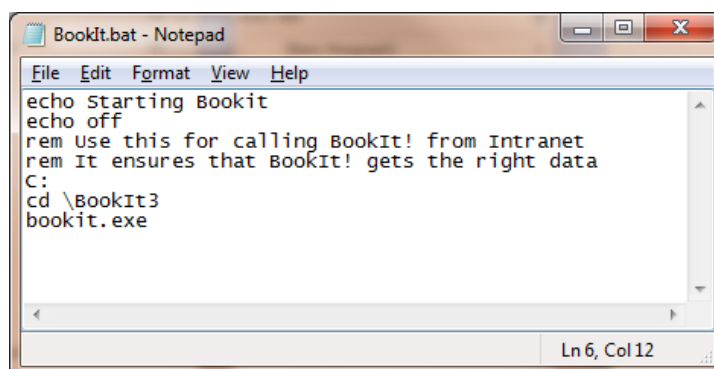 BookIt.bat - Notepad
File Edit Format View Help
echo Starting Bookit
echo off
rem Use this for calling BookIt! from Intranet
rem It ensures that BookIt! gets the right data
C:
cd \BookIt3
bookit.exe
Ln 6, Col 12